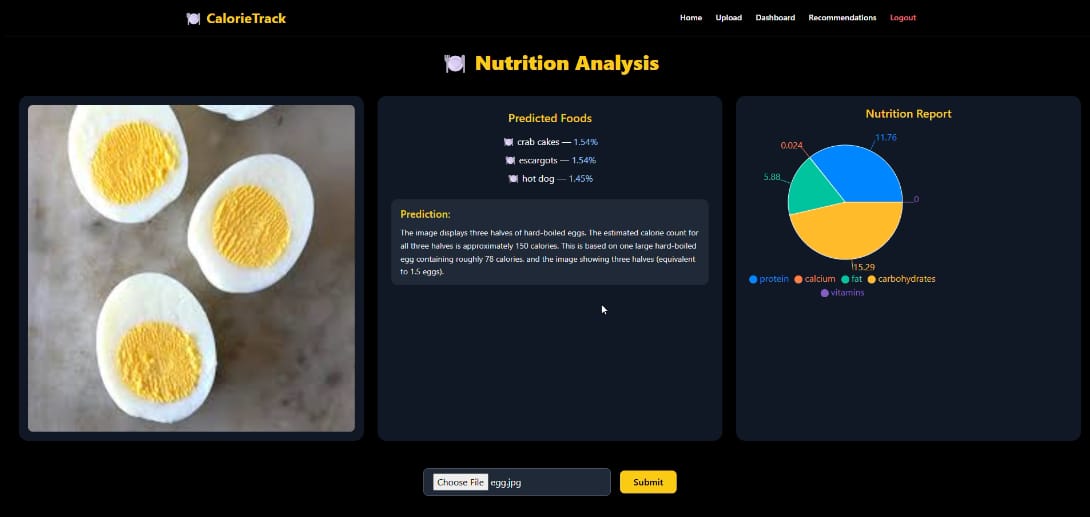 CalorieTrack
Home Upload Dashboard Recommendations Logout
Nutrition Analysis
Predicted Foods
crab cakes — 1.54%
escargots — 1.54%
hot dog — 1.45%
Prediction:
The image displays three halves of hard-boiled eggs. The estimated calorie count for
all three halves is approximately 150 calories. This is based on one large hard-boiled
egg containing roughly 78 calories, and the image showing three halves (equivalent
to 1.5 eggs).
Nutrition Report
11.76
0.024
5.88
0
15.29
protein calcium fat carbohydrates
vitamins
Choose File egg.jpg
Submit